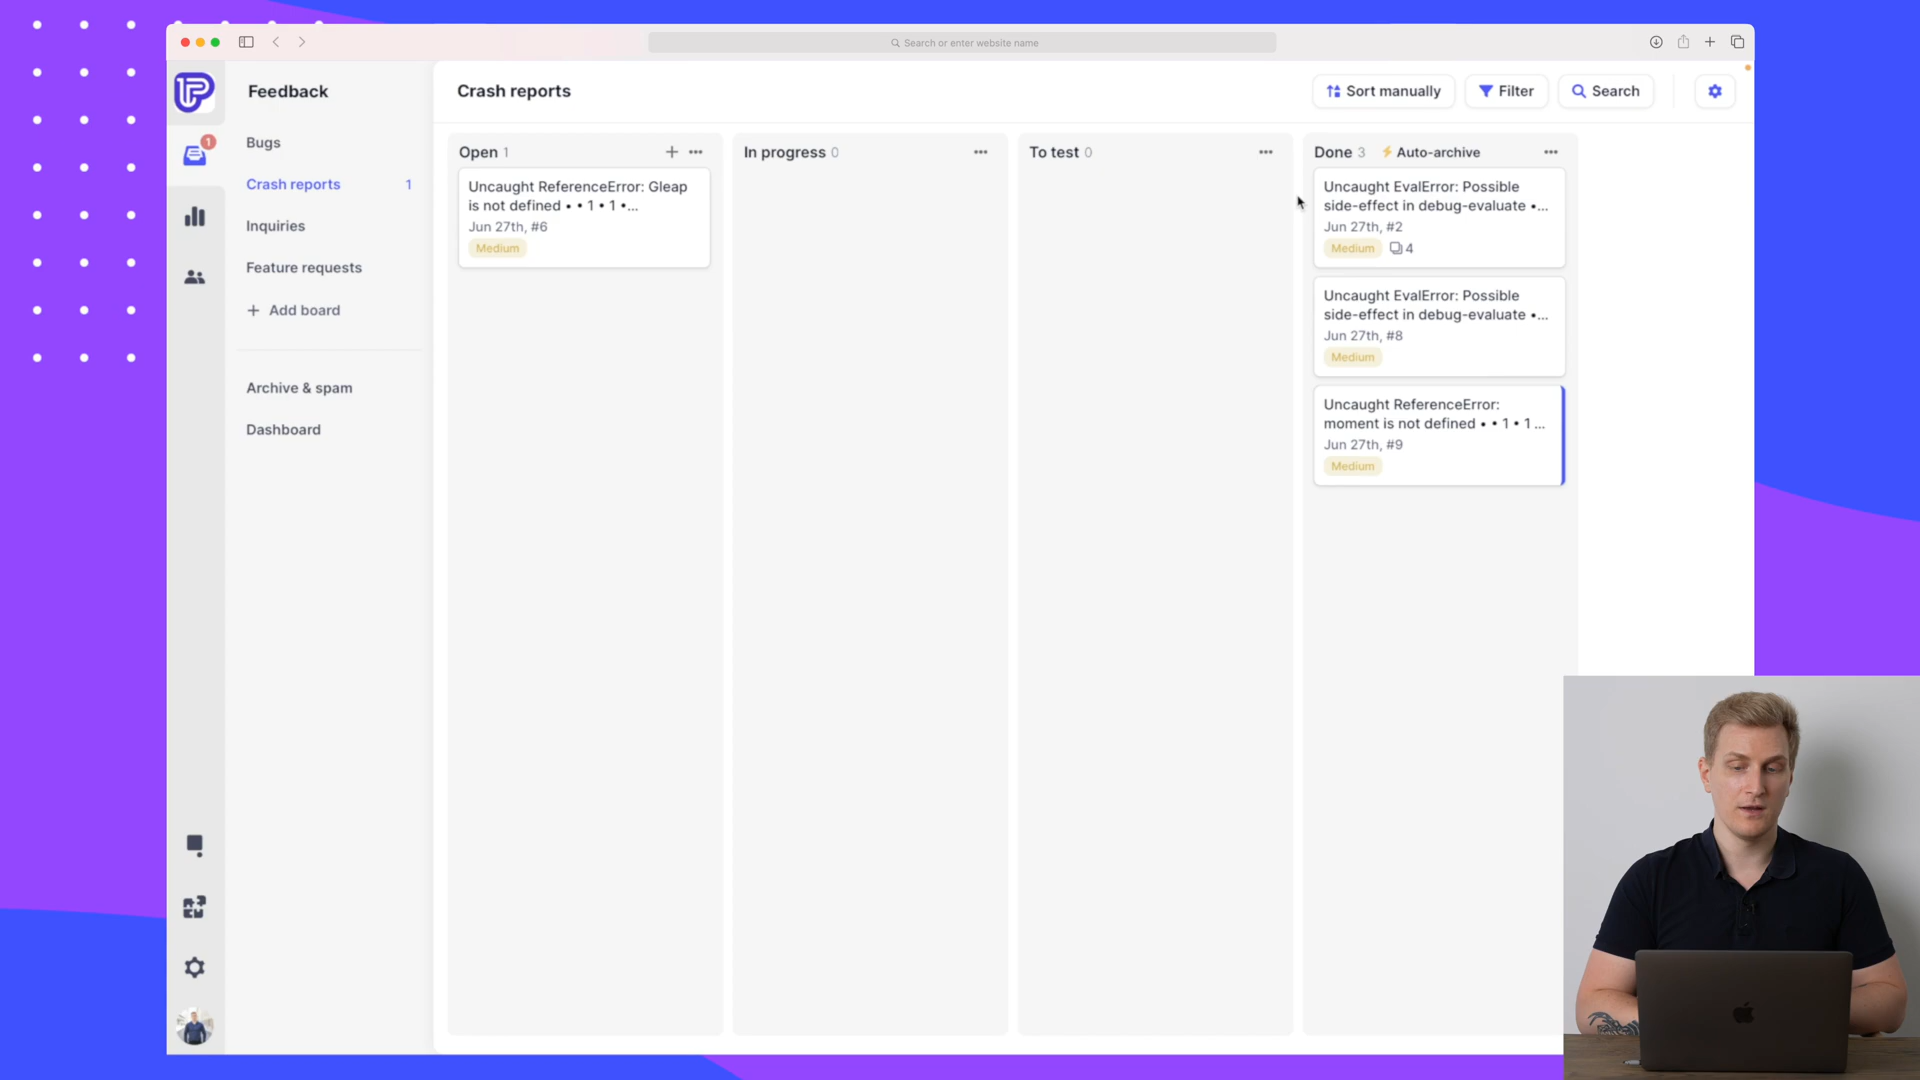 Search or enter website name
Feedback
Crash reports
Sort manually
Filter
Search
1
Bugs
Crash reports 1
Inquiries
Feature requests
+ Add board
Archive & spam
Dashboard
Open 1
Uncaught ReferenceError: Gleap
is not defined • • 1 • 1 •...
Jun 27th, #6
Medium
In progress 0
To test 0
Done 3 Auto-archive
Uncaught EvalError: Possible
side-effect in debug-evaluate •...
Jun 27th, #2
Medium 4
Uncaught EvalError: Possible
side-effect in debug-evaluate •...
Jun 27th, #8
Medium
Uncaught ReferenceError:
moment is not defined • • 1 • 1 ...
Jun 27th, #9
Medium